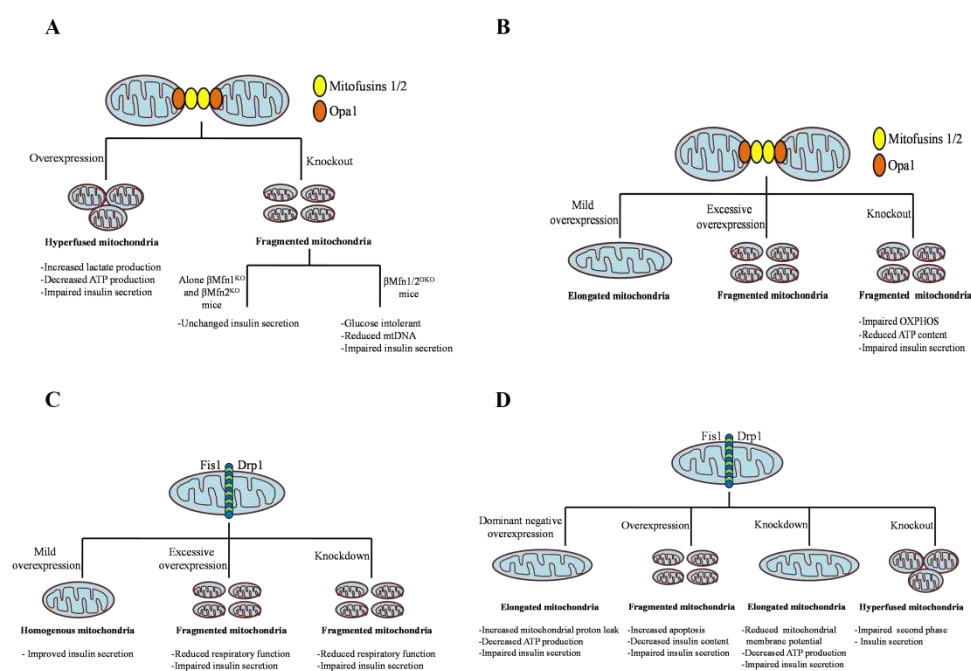 A
Mitofusins 1/2
Opa1
Overexpression
Knockout
Hyperfused mitochondria
-Increased lactate production
-Decreased ATP production
-Impaired insulin secretion
Fragmented mitochondria
Alone βMfn1KO
and βMfn2KO
mice
βMfn1/2DKO
mice
-Unchanged insulin secretion
-Glucose intolerant
-Reduced mtDNA
-Impaired insulin secretion
B
Mitofusins 1/2
Opa1
Mild
overexpression
Excessive
overexpression
Knockout
Elongated mitochondria
Fragmented mitochondria
Fragmented mitochondria
-Impaired OXPHOS
-Reduced ATP content
-Impaired insulin secretion
C
Fis1 Drp1
Mild
overexpression
Excessive
overexpression
Knockdown
Homogenous mitochondria
- Improved insulin secretion
Fragmented mitochondria
-Reduced respiratory function
-Impaired insulin secretion
Fragmented mitochondria
-Reduced respiratory function
-Impaired insulin secretion
D
Fis1 Drp1
Dominant negative
overexpression
Overexpression
Knockdown
Knockout
Elongated mitochondria
-Increased mitochondrial proton leak
-Decreased ATP production
-Impaired insulin secretion
Fragmented mitochondria
-Increased apoptosis
-Decreased insulin content
-Impaired insulin secretion
Elongated mitochondria
-Reduced mitochondrial
membrane potential
-Decreased ATP production
-Impaired insulin secretion
Hyperfused mitochondria
-Impaired second phase
- Insulin secretion